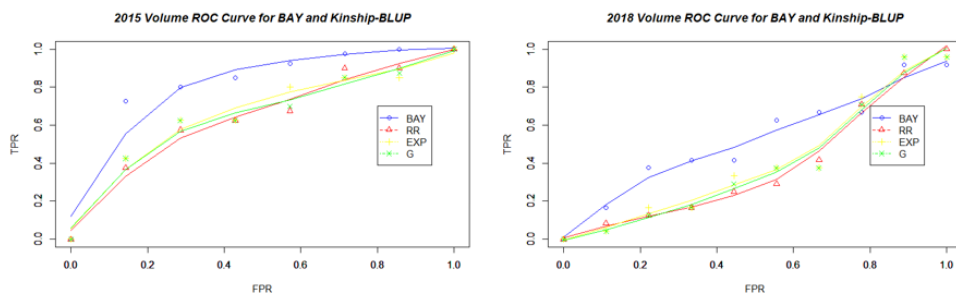 2015 Volume ROC Curve for BAY and Kinship-BLUP
TPR
1.0
0.8
0.6
0.4
0.2
0.0
BAY
RR
EXP
G
0.0 0.2 0.4 0.6 0.8 1.0
FPR
2018 Volume ROC Curve for BAY and Kinship-BLUP
TPR
1.0
0.8
0.6
0.4
0.2
0.0
BAY
RR
EXP
G
0.0 0.2 0.4 0.6 0.8 1.0
FPR